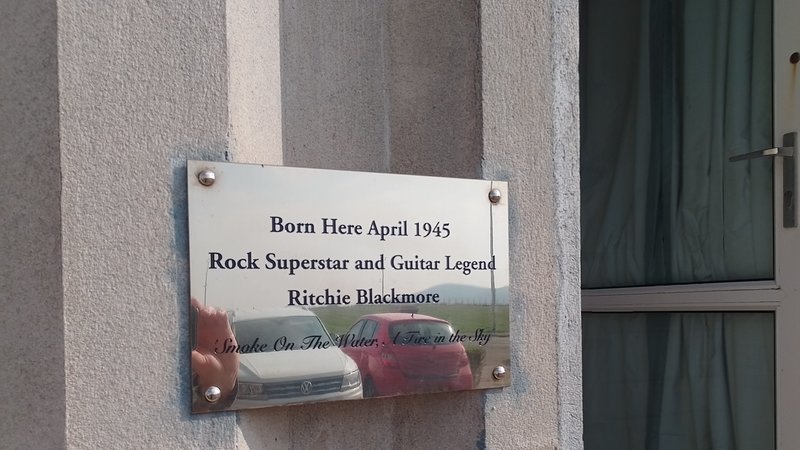 Born Here April 1945
Rock Superstar and Guitar Legend
Ritchie Blackmore
'Smoke On The Water, A Fire in the Sky'